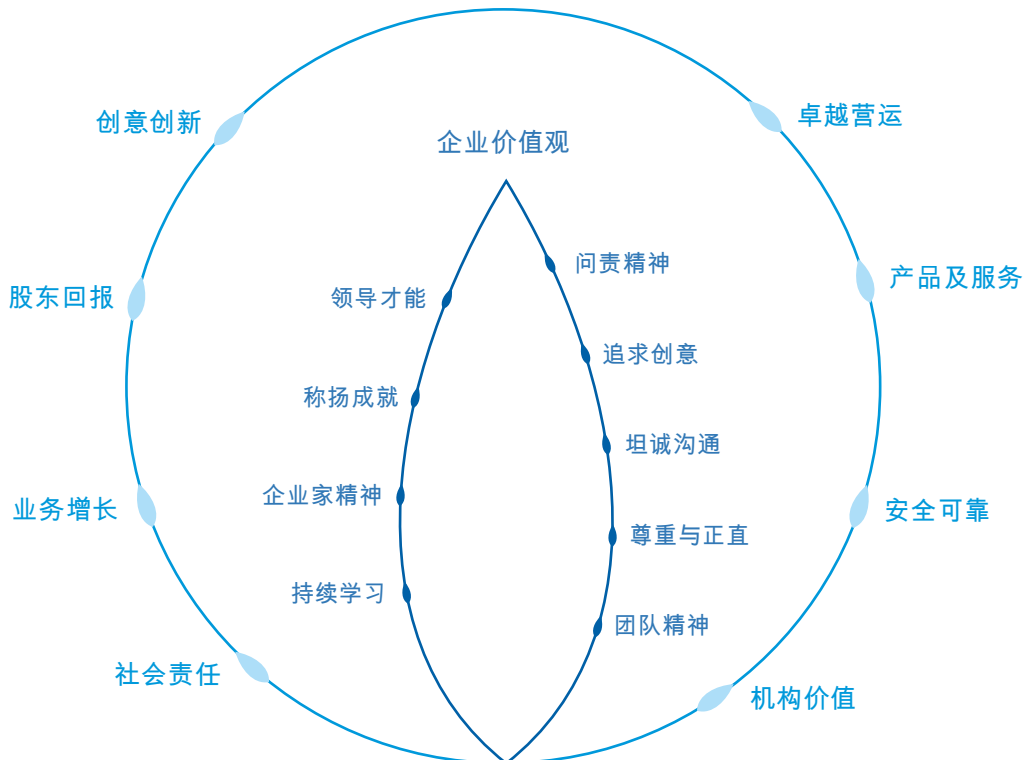 卓越营运
创意创新
企业价值观
问责精神
产品及服务
股东回报
领导才能
追求创意
称扬成就
坦诚沟通
企业家精神
业务增长
安全可靠
尊重与正直
持续学习
团队精神
社会责任
机构价值